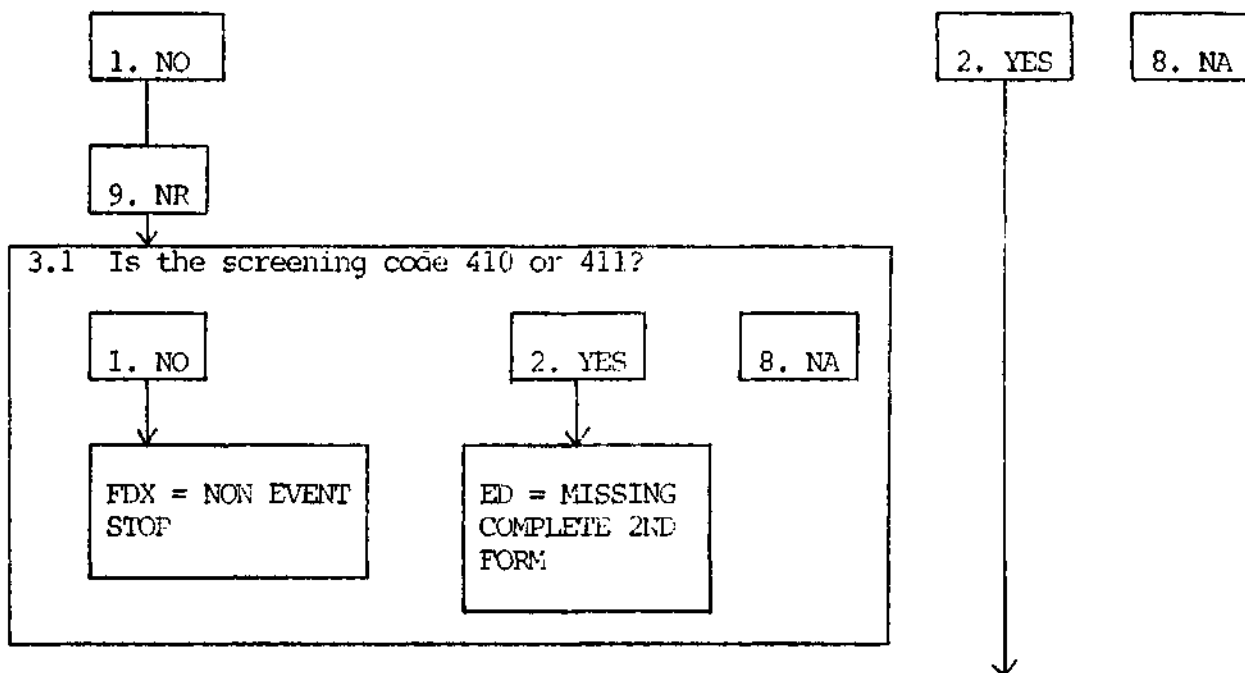 1. NO
2. YES
8. NA
9. NR
3.1 Is the screening code 410 or 411?
1. NO
2. YES
8. NA
FDX = NON EVENT
STOP
ED = MISSING
COMPLETE 2ND
FORM